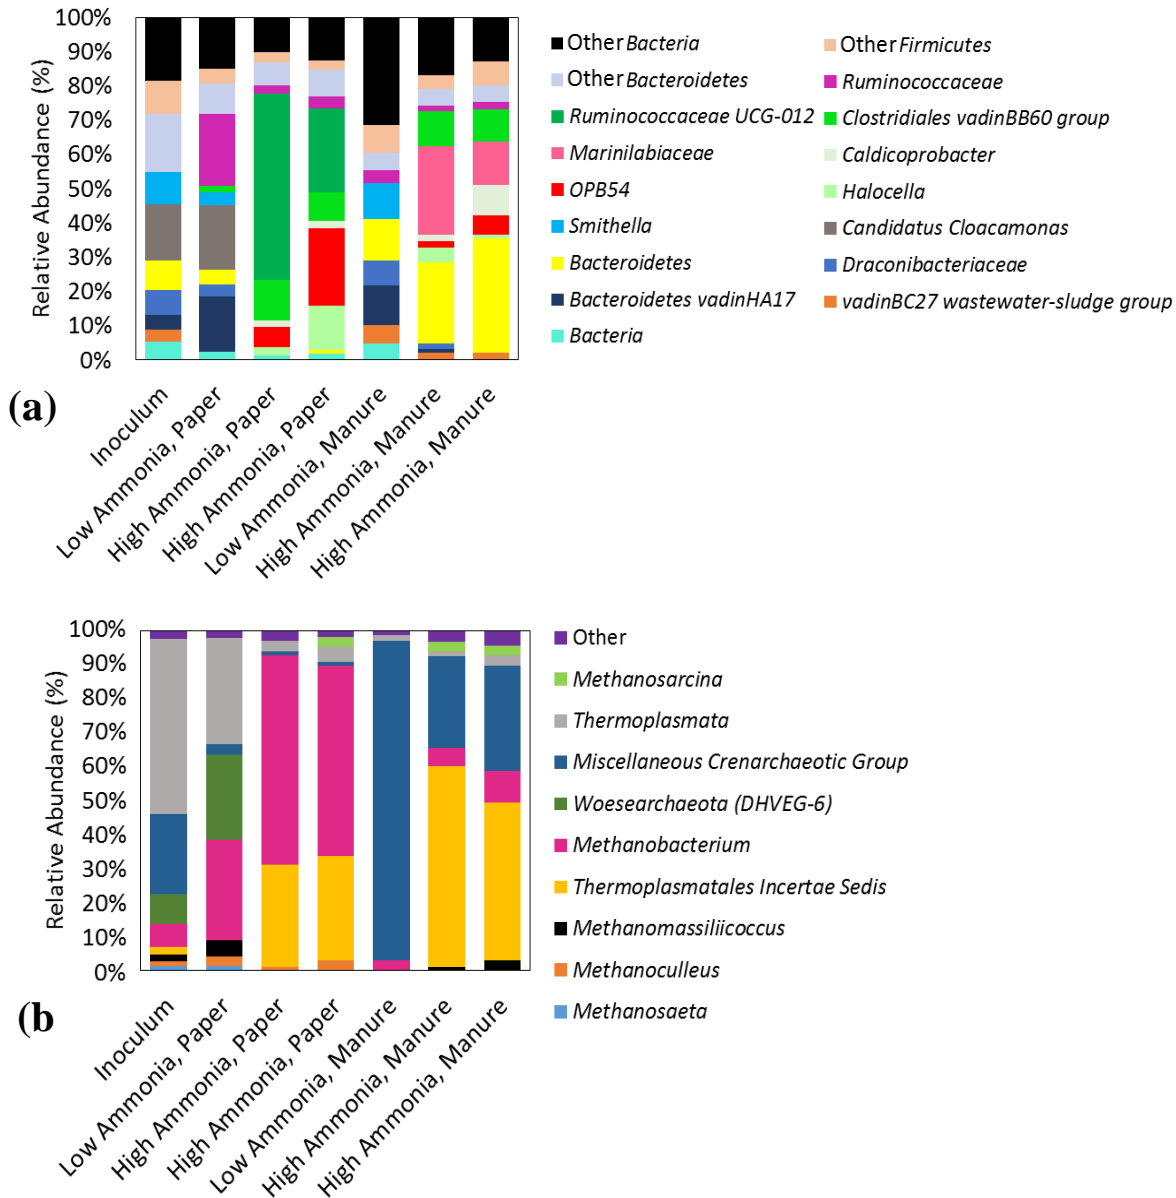 100%
90%
80%
70%
60%
50%
40%
30%
20%
10%
0%
Relative Abundance (%)
Other Bacteria
Other Firmicutes
Other Bacteroidetes
Ruminococcaceae
Ruminococcaceae UCG-012
Clostridiales vadinBB60 group
Marinilabiaceae
Caldicoprobacter
OPB54
Halocella
Smithella
Candidatus Cloacamonas
Bacteroidetes
Draconibacteriaceae
Bacteroidetes vadinHA17
vadinBC27 wastewater-sludge group
Bacteria
(a)
Inoculum
Low Ammonia, Paper
High Ammonia, Paper
High Ammonia, Paper
Low Ammonia, Manure
High Ammonia, Manure
High Ammonia, Manure
100%
90%
80%
70%
60%
50%
40%
30%
20%
10%
0%
Relative Abundance (%)
Other
Methanosarcina
Thermoplasmata
Miscellaneous Crenarchaeotic Group
Woesearchaeota (DHVEG-6)
Methanobacterium
Thermoplasmatales Incertae Sedis
Methanomassiliicoccus
Methanoculleus
Methanosaeta
(b
Inoculum
Low Ammonia, Paper
High Ammonia, Paper
High Ammonia, Paper
Low Ammonia, Manure
High Ammonia, Manure
High Ammonia, Manure